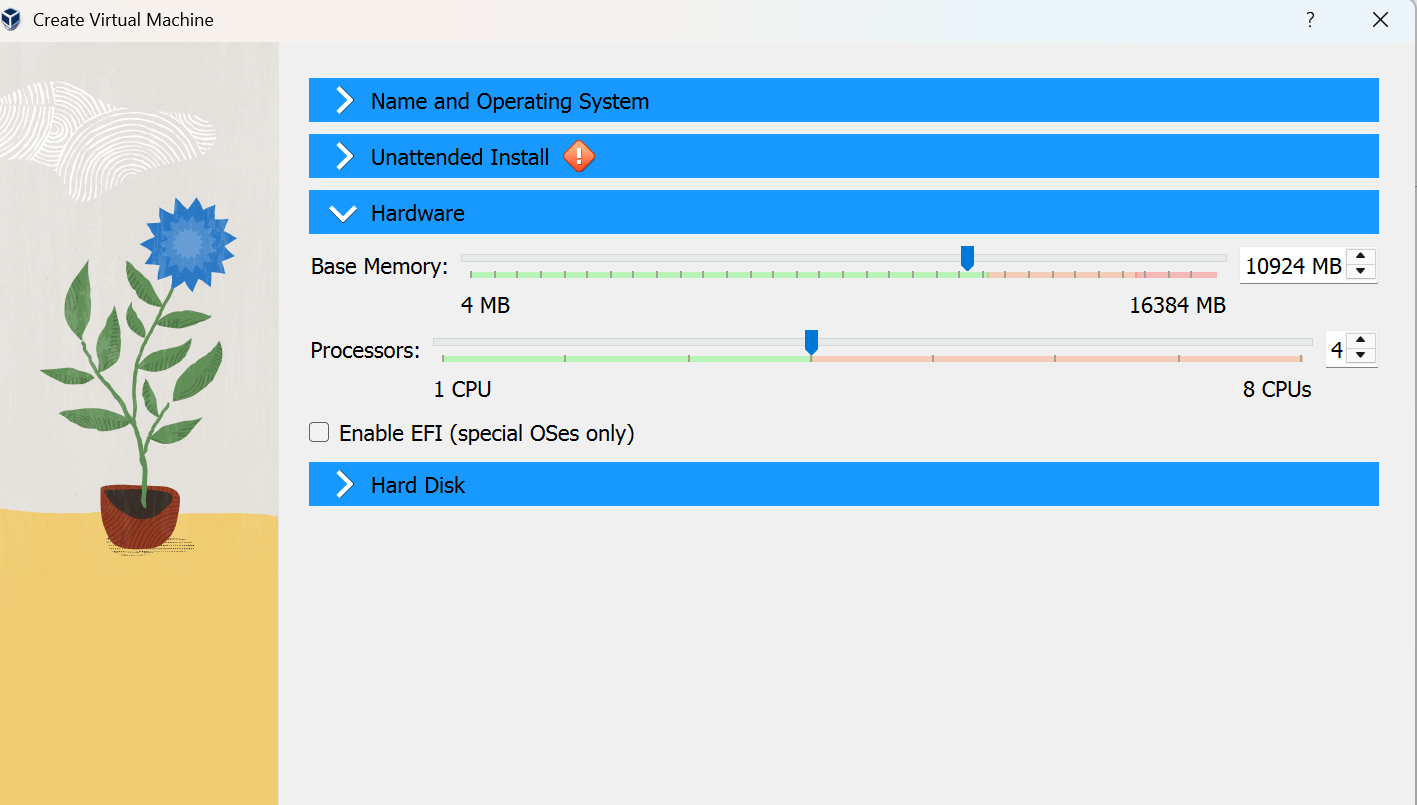 Create Virtual Machine ?
Name and Operating System
Unattended Install
Hardware
Base Memory: 10924 MB
4 MB 16384 MB
Processors: 4
1 CPU 8 CPUs
Enable EFI (special OSes only)
Hard Disk